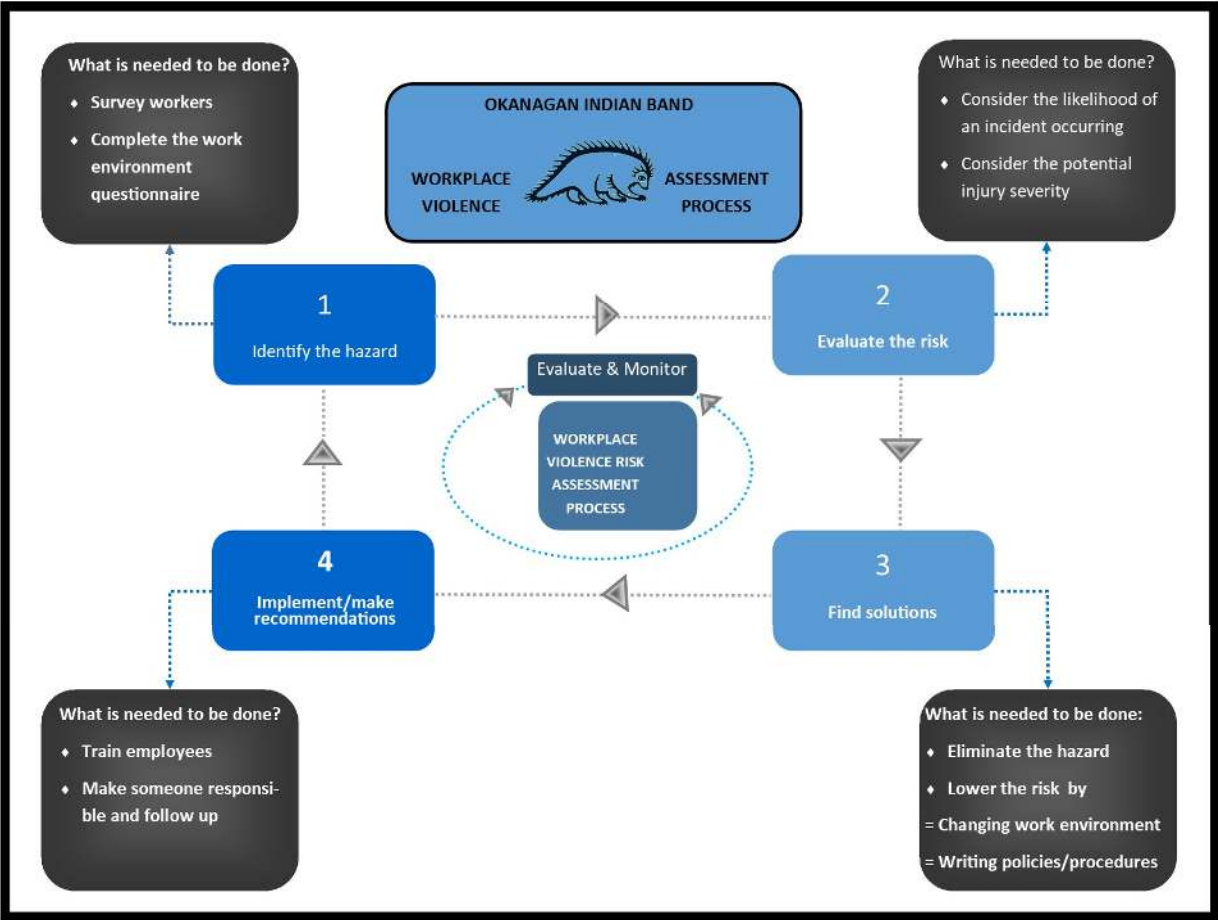 What is needed to be done?
♦ Survey workers
♦ Complete the work
environment
questionnaire
OKANAGAN INDIAN BAND
WORKPLACE
VIOLENCE
ASSESSMENT
PROCESS
What is needed to be done?
♦ Consider the likelihood of
an incident occurring
♦ Consider the potential
injury severity
1
Identify the hazard
2
Evaluate the risk
Evaluate & Monitor
WORKPLACE
VIOLENCE RISK
ASSESSMENT
PROCESS
4
Implement/make
recommendations
3
Find solutions
What is needed to be done?
♦ Train employees
♦ Make someone responsi-
ble and follow up
What is needed to be done:
♦ Eliminate the hazard
♦ Lower the risk by
= Changing work environment
= Writing policies/procedures